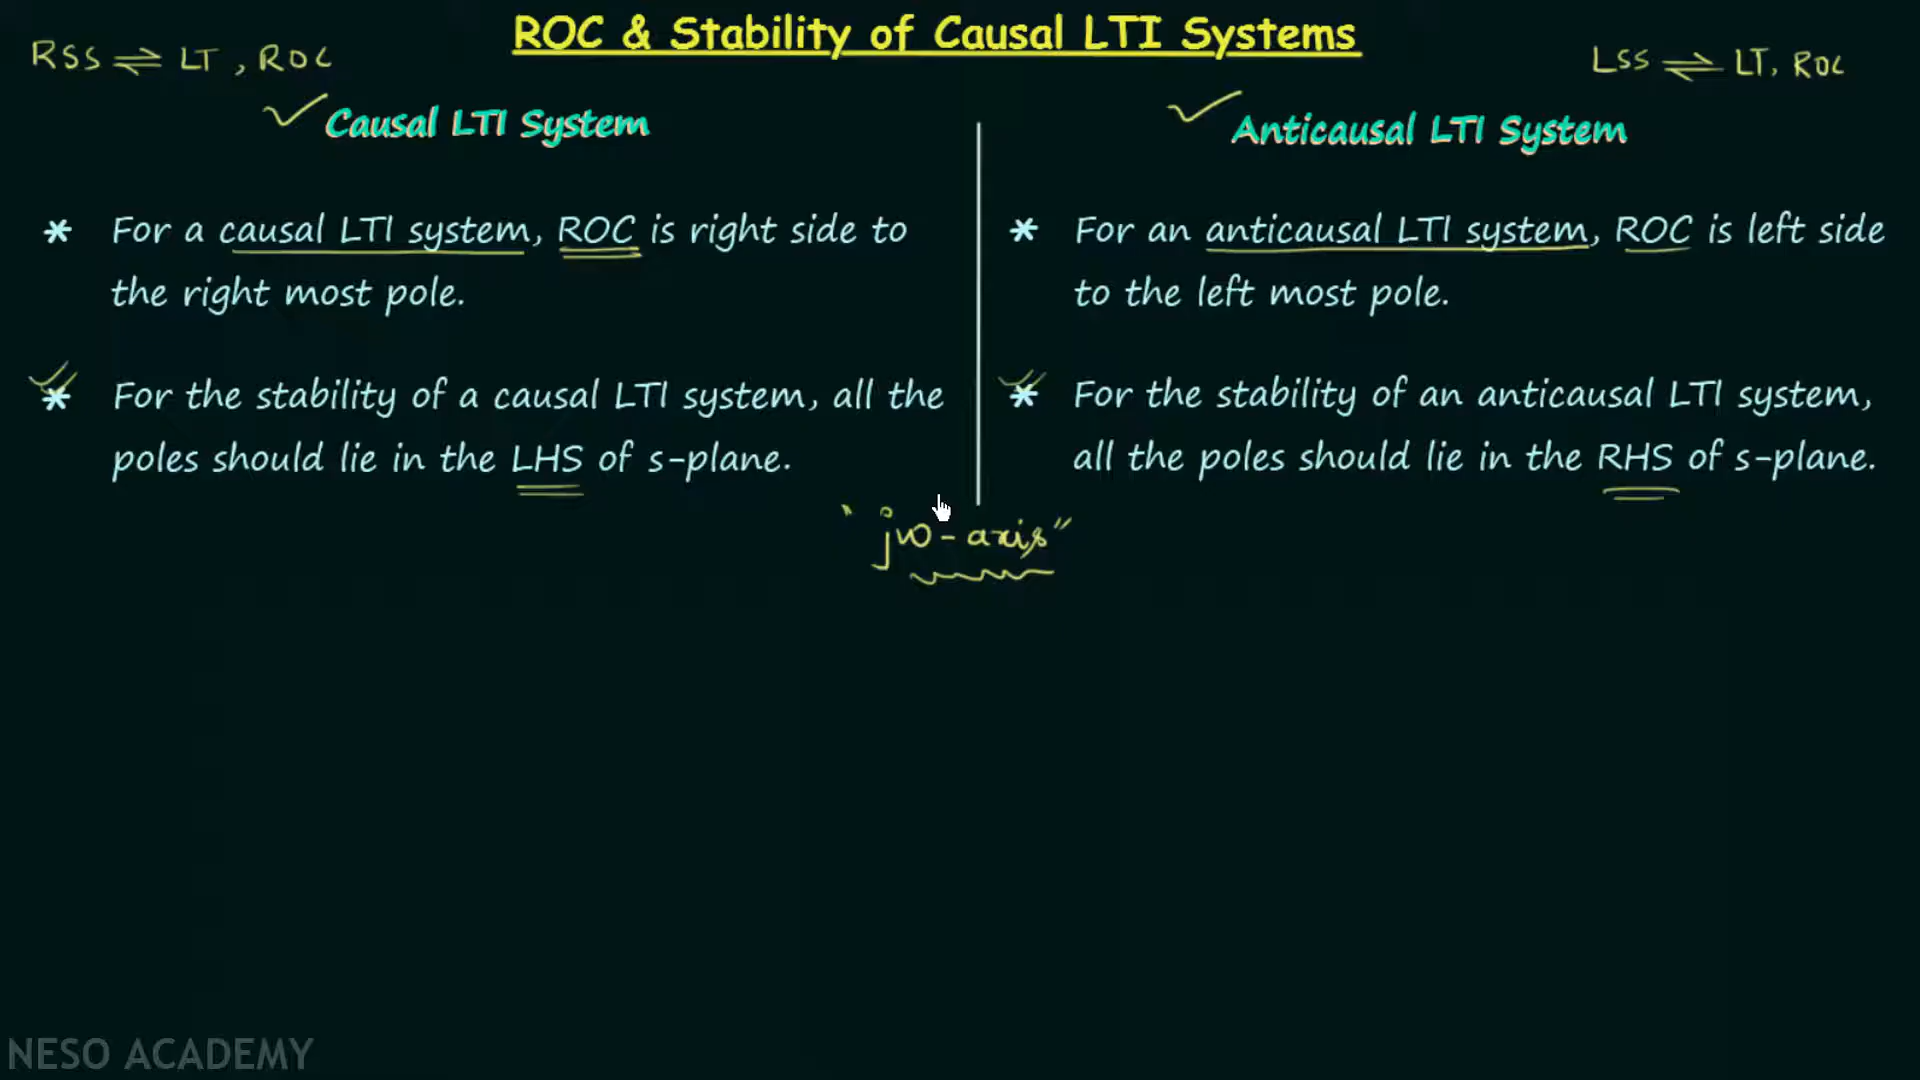 ROC & Stability of Causal LTI Systems
RSS ⇌ LT, ROC
LSS ⇌ LT, ROC
Causal LTI System
* For a causal LTI system, ROC is right side to
the right most pole.
* For the stability of a causal LTI system, all the
poles should lie in the LHS of s-plane.
Anticausal LTI System
* For an anticausal LTI system, ROC is left side
to the left most pole.
* For the stability of an anticausal LTI system,
all the poles should lie in the RHS of s-plane.
"jω-axis"
NESO ACADEMY